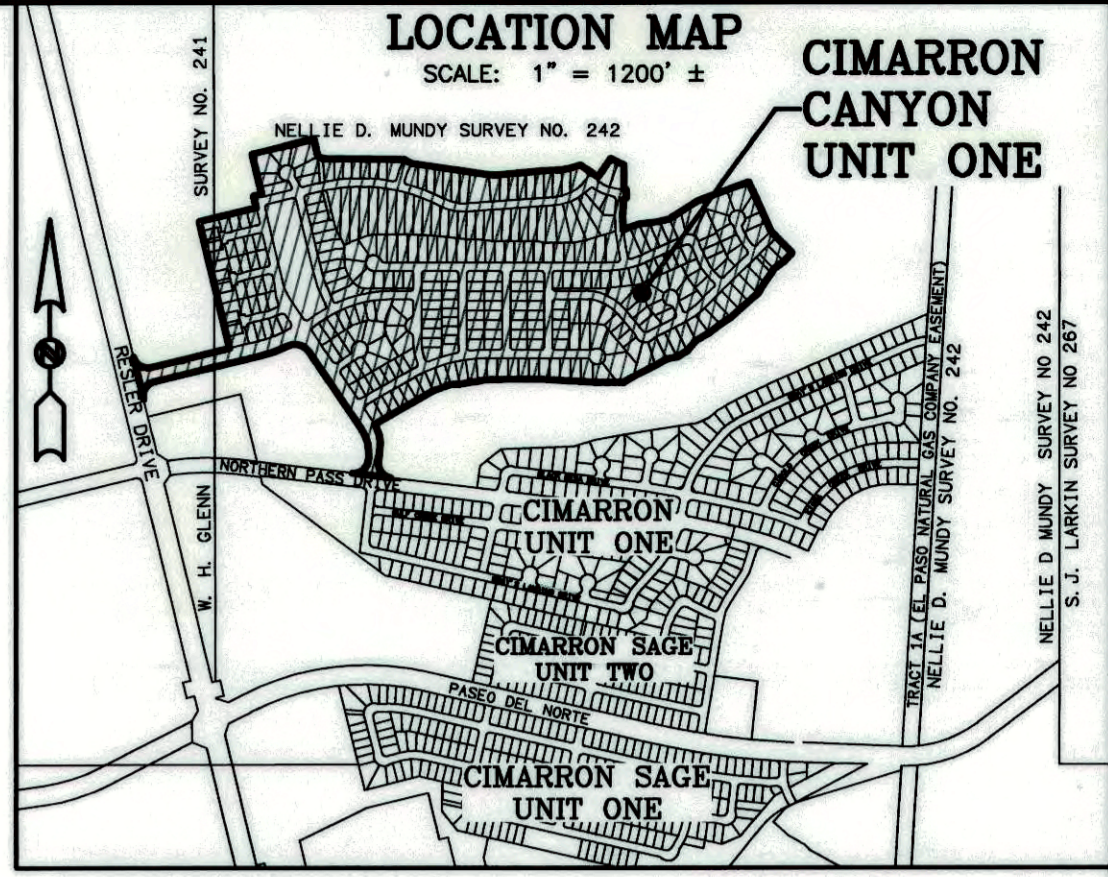 LOCATION MAP
SCALE: 1" = 1200' ±
CIMARRON
CANYON
UNIT ONE
NELLIE D. MUNDY SURVEY NO. 242
SURVEY NO. 241
W. H. GLENN
N
RESLER DRIVE
NORTHERN PASS DRIVE
CIMARRON
UNIT ONE
CIMARRON SAGE
UNIT TWO
PASEO DEL NORTE
CIMARRON SAGE
UNIT ONE
TRACT 1A (EL PASO NATURAL GAS COMPANY EASEMENT)
NELLIE D. MUNDY SURVEY NO. 242
NELLIE D MUNDY SURVEY NO 242
S.J. LARKIN SURVEY NO 267